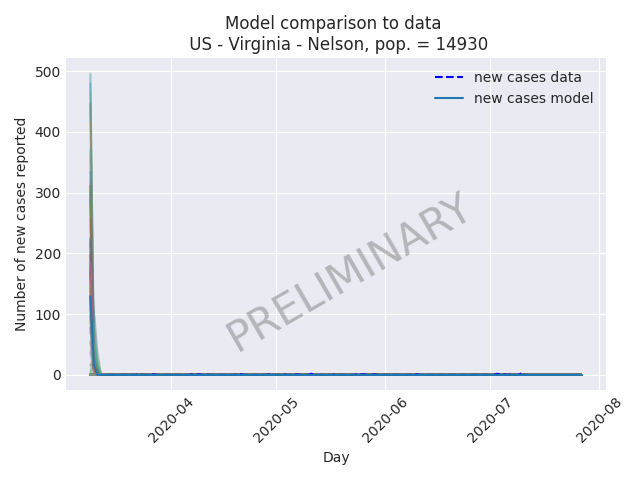 Model comparison to data
US - Virginia - Nelson, pop. = 14930
new cases data
new cases model
Number of new cases reported
500
400
300
200
100
0
PRELIMINARY
2020-04
2020-05
2020-06
2020-07
2020-08
Day